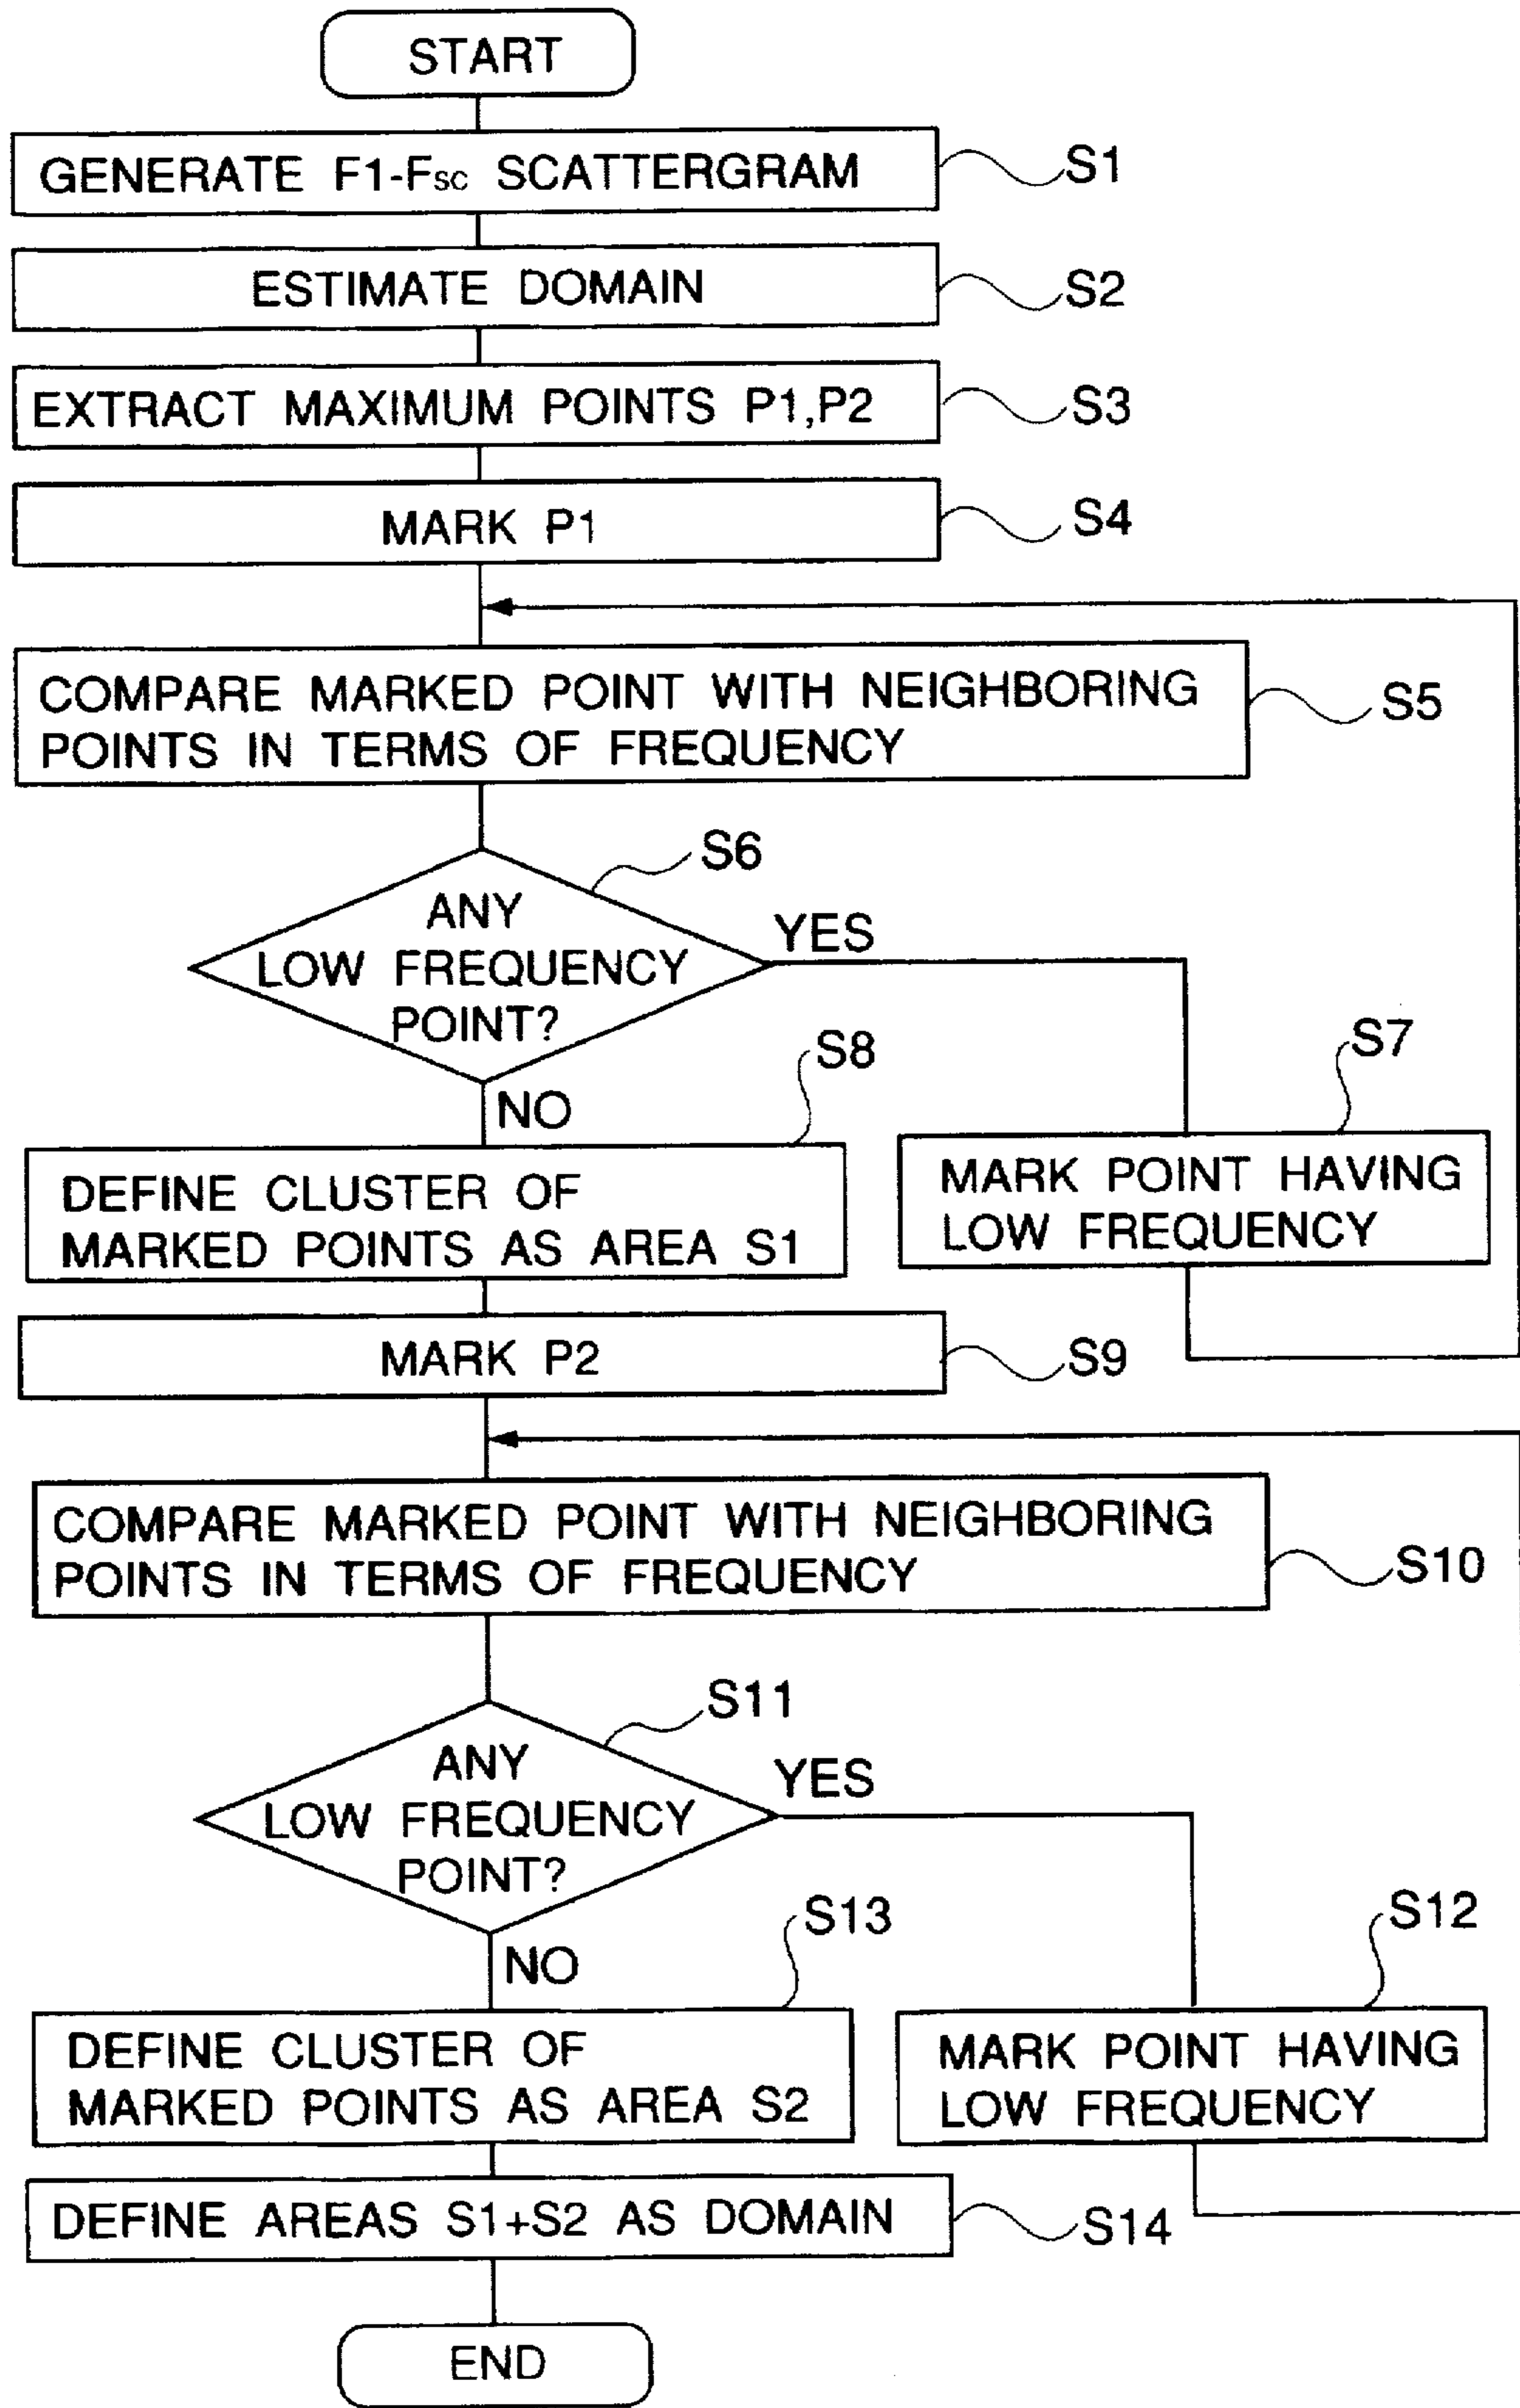 START
GENERATE F1-FSC SCATTERGRAM
S1
ESTIMATE DOMAIN
S2
EXTRACT MAXIMUM POINTS P1,P2
S3
MARK P1
S4
COMPARE MARKED POINT WITH NEIGHBORING
POINTS IN TERMS OF FREQUENCY
S5
S6
ANY
LOW FREQUENCY
POINT?
YES
NO
S7
MARK POINT HAVING
LOW FREQUENCY
S8
DEFINE CLUSTER OF
MARKED POINTS AS AREA S1
MARK P2
S9
COMPARE MARKED POINT WITH NEIGHBORING
POINTS IN TERMS OF FREQUENCY
S10
S11
ANY
LOW FREQUENCY
POINT?
YES
NO
S12
MARK POINT HAVING
LOW FREQUENCY
S13
DEFINE CLUSTER OF
MARKED POINTS AS AREA S2
DEFINE AREAS S1+S2 AS DOMAIN
S14
END